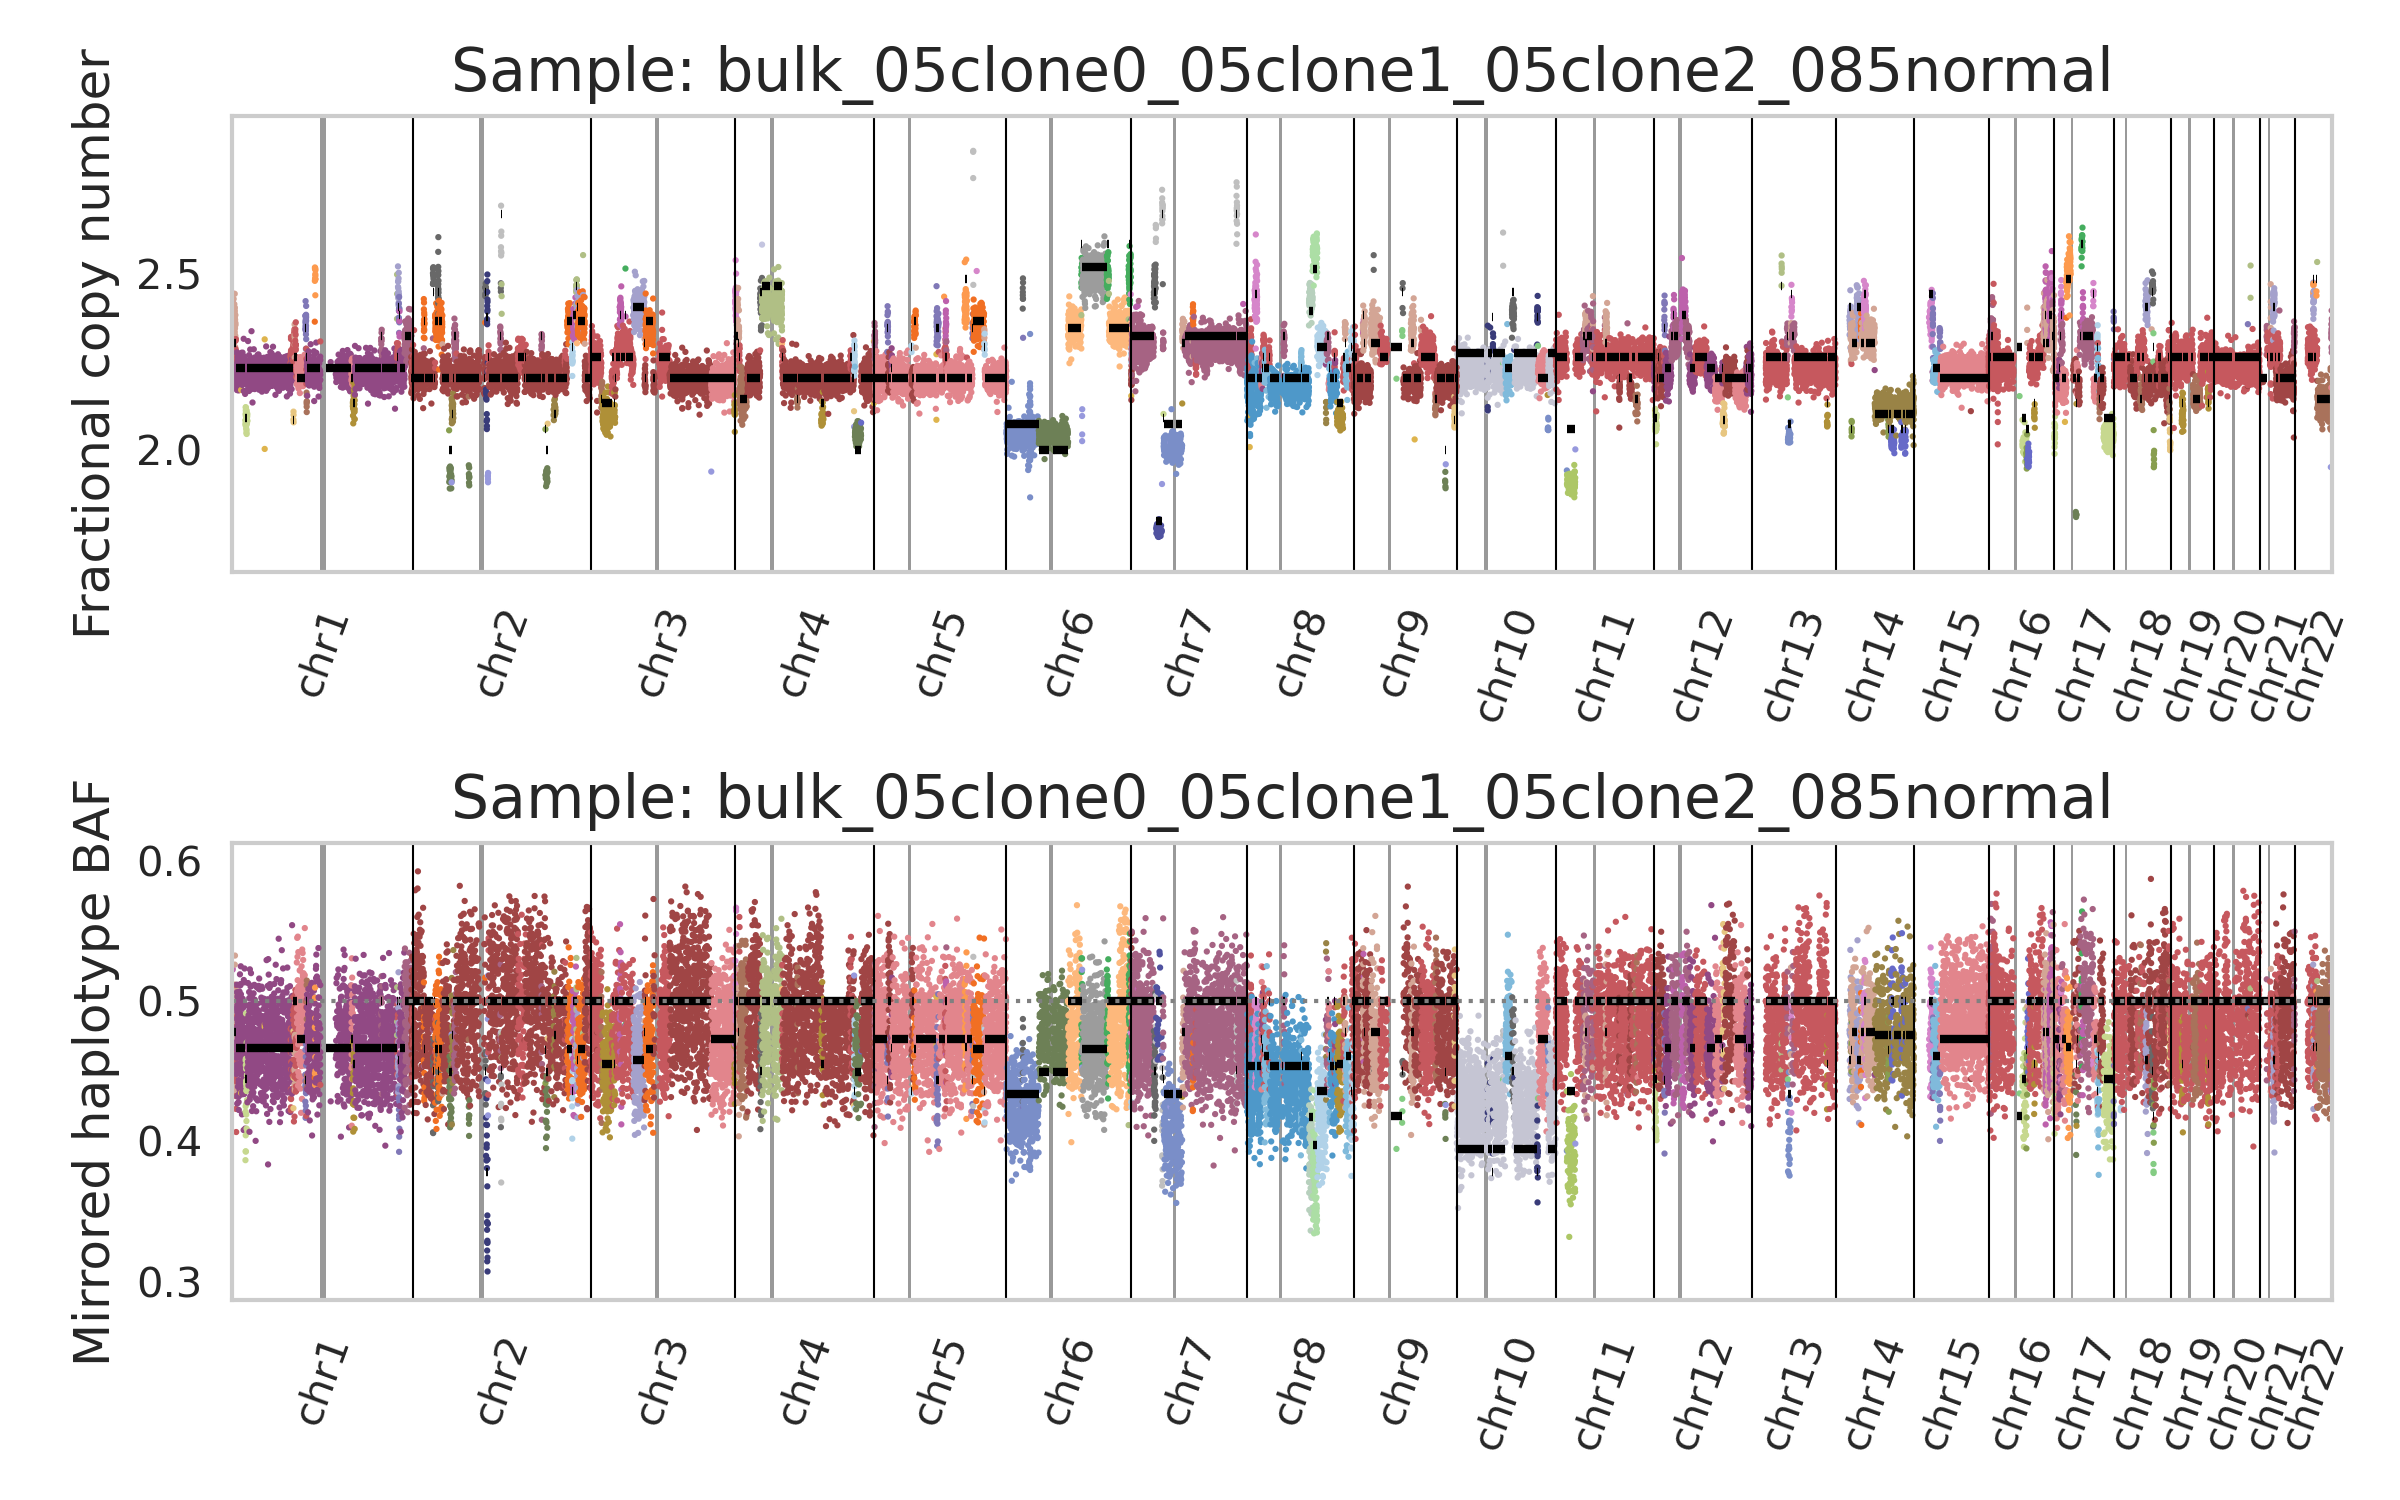 Sample: bulk_05clone0_05clone1_05clone2_085normal
Fractional copy number
2.5
2.0
chr1 chr2 chr3 chr4 chr5 chr6 chr7 chr8 chr9 chr10 chr11 chr12 chr13 chr14 chr15 chr16 chr17 chr18 chr19 chr20 chr21 chr22
Sample: bulk_05clone0_05clone1_05clone2_085normal
Mirrored haplotype BAF
0.6
0.5
0.4
0.3
chr1 chr2 chr3 chr4 chr5 chr6 chr7 chr8 chr9 chr10 chr11 chr12 chr13 chr14 chr15 chr16 chr17 chr18 chr19 chr20 chr21 chr22